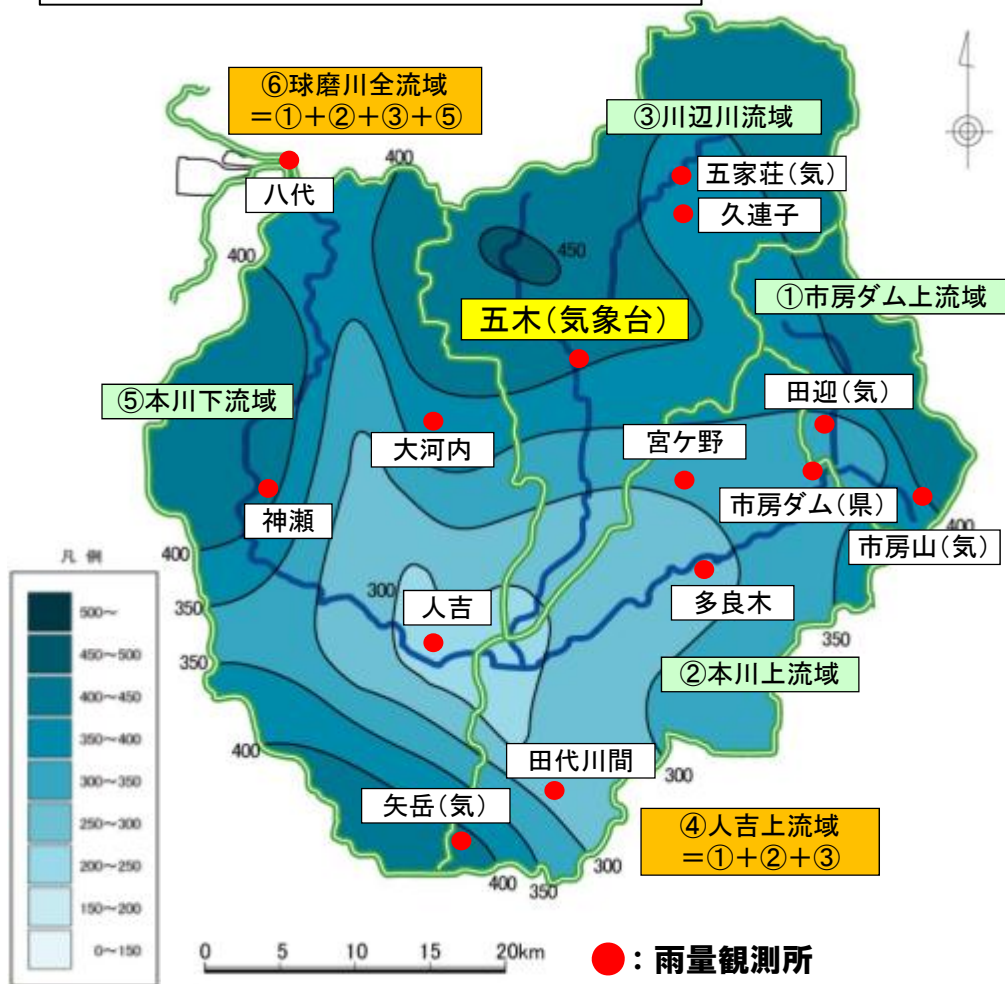 ⑥球磨川全流域
＝①＋②＋③＋⑤
八代
400
③川辺川流域
五家荘(気)
久連子
400
450
①市房ダム上流域
五木(気象台)
⑤本川下流域
大河内
宮ケ野
田迎(気)
神瀬
市房ダム(県)
400
市房山(気)
400
凡例
500～
450～500
400～450
350～400
300～350
250～300
200～250
150～200
0～150
350
300
人吉
多良木
350
350
②本川上流域
400
田代川間
300
矢岳(気)
④人吉上流域
＝①＋②＋③
400
350
300
0 5 10 15 20km
：雨量観測所